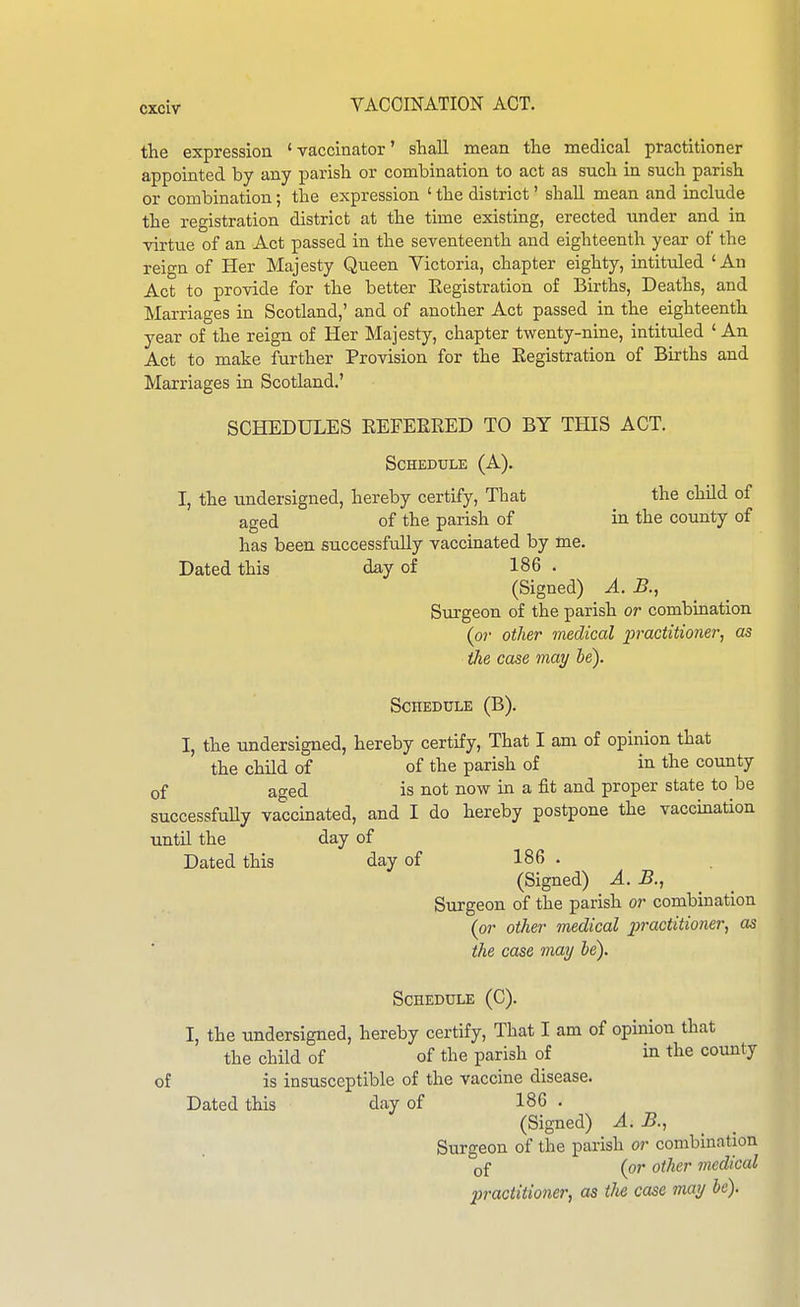 cxciv VACCINATION ACT.
the expression ‘vaccinator’ shall mean the medical practitioner
appointed by any parish or combination to act as such in such parish
or combination; the expression ‘the district’ shall mean and include
the registration district at the time existing, erected under and in
virtue of an Act passed in the seventeenth and eighteenth year of the
reign of Her Majesty Queen Victoria, chapter eighty, intituled ‘An
Act to provide for the better Registration of Births, Deaths, and
Marriages in Scotland,’ and of another Act passed in the eighteenth
year of the reign of Her Majesty, chapter twenty-nine, intituled ‘An
Act to make further Provision for the Registration of Births and
Marriages in Scotland.’
SCHEDULES REFERRED TO BY THIS ACT.
Schedule (A).
I, the undersigned, hereby certify, That the child of
aged of the parish of in the county of
has been successfully vaccinated by me.
Dated this day of 186 .
(Signed) A. B.,
Surgeon of the parish or combination
(or other medical practitioner, as
the case may be).
Schedule (B).
I, the undersigned, hereby certify, That I am of opinion that
the child of of the parish of in the county
of aged is not now in a fit and proper state to be
successfully vaccinated, and I do hereby postpone the vaccination
until the day of
Dated this day of 186 .
(Signed) A. B.,
Surgeon of the parish or combination
(or other medical practitioner, as
the case may be).
Schedule (C).
I, the undersigned, hereby certify, That I am of opinion that
the child of of the parish of in the county
of is insusceptible of the vaccine disease.
Dated this day of 186 .
(Signed) A. B.,
Surgeon of the parish or combination
of (or other medical
practitioner, as the case may be).